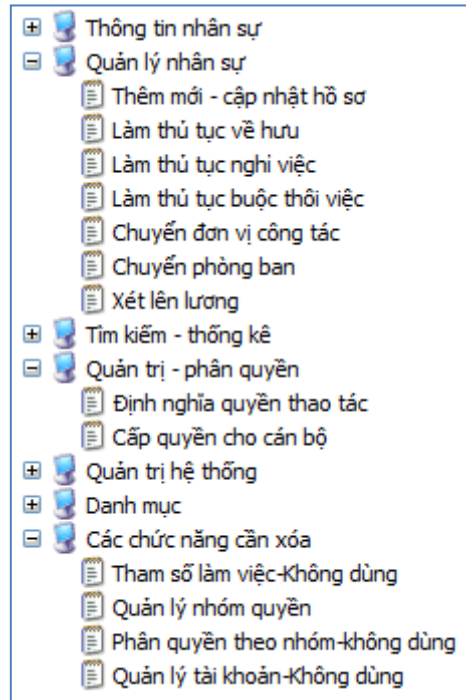 Thông tin nhân sự
Quản lý nhân sự
Thêm mới - cập nhật hồ sơ
Làm thủ tục về hưu
Làm thủ tục nghỉ việc
Làm thủ tục buộc thôi việc
Chuyển đơn vị công tác
Chuyển phòng ban
Xét lên lương
Tìm kiếm - thống kê
Quản trị - phân quyền
Định nghĩa quyền thao tác
Cấp quyền cho cán bộ
Quản trị hệ thống
Danh mục
Các chức năng cần xóa
Tham số làm việc-Không dùng
Quản lý nhóm quyền
Phân quyền theo nhóm-không dùng
Quản lý tài khoản-Không dùng